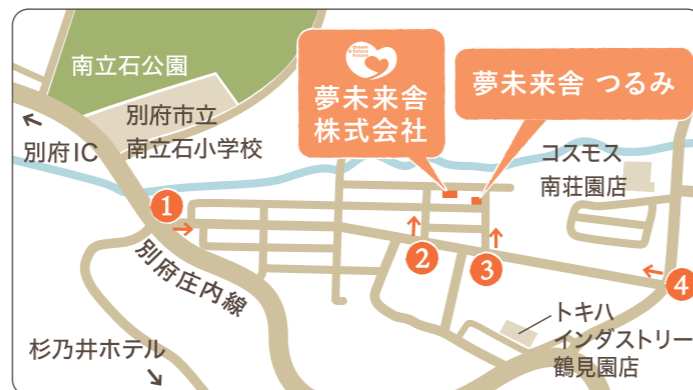 南立石公園
別府市立
南立石小学校
別府IC
dream
& future
house
夢未来舎
株式会社
夢未来舎 つるみ
コスモス
南荘園店
1
2
3
4
別府庄内線
杉乃井ホテル
トキハ
インダストリー
鶴見園店